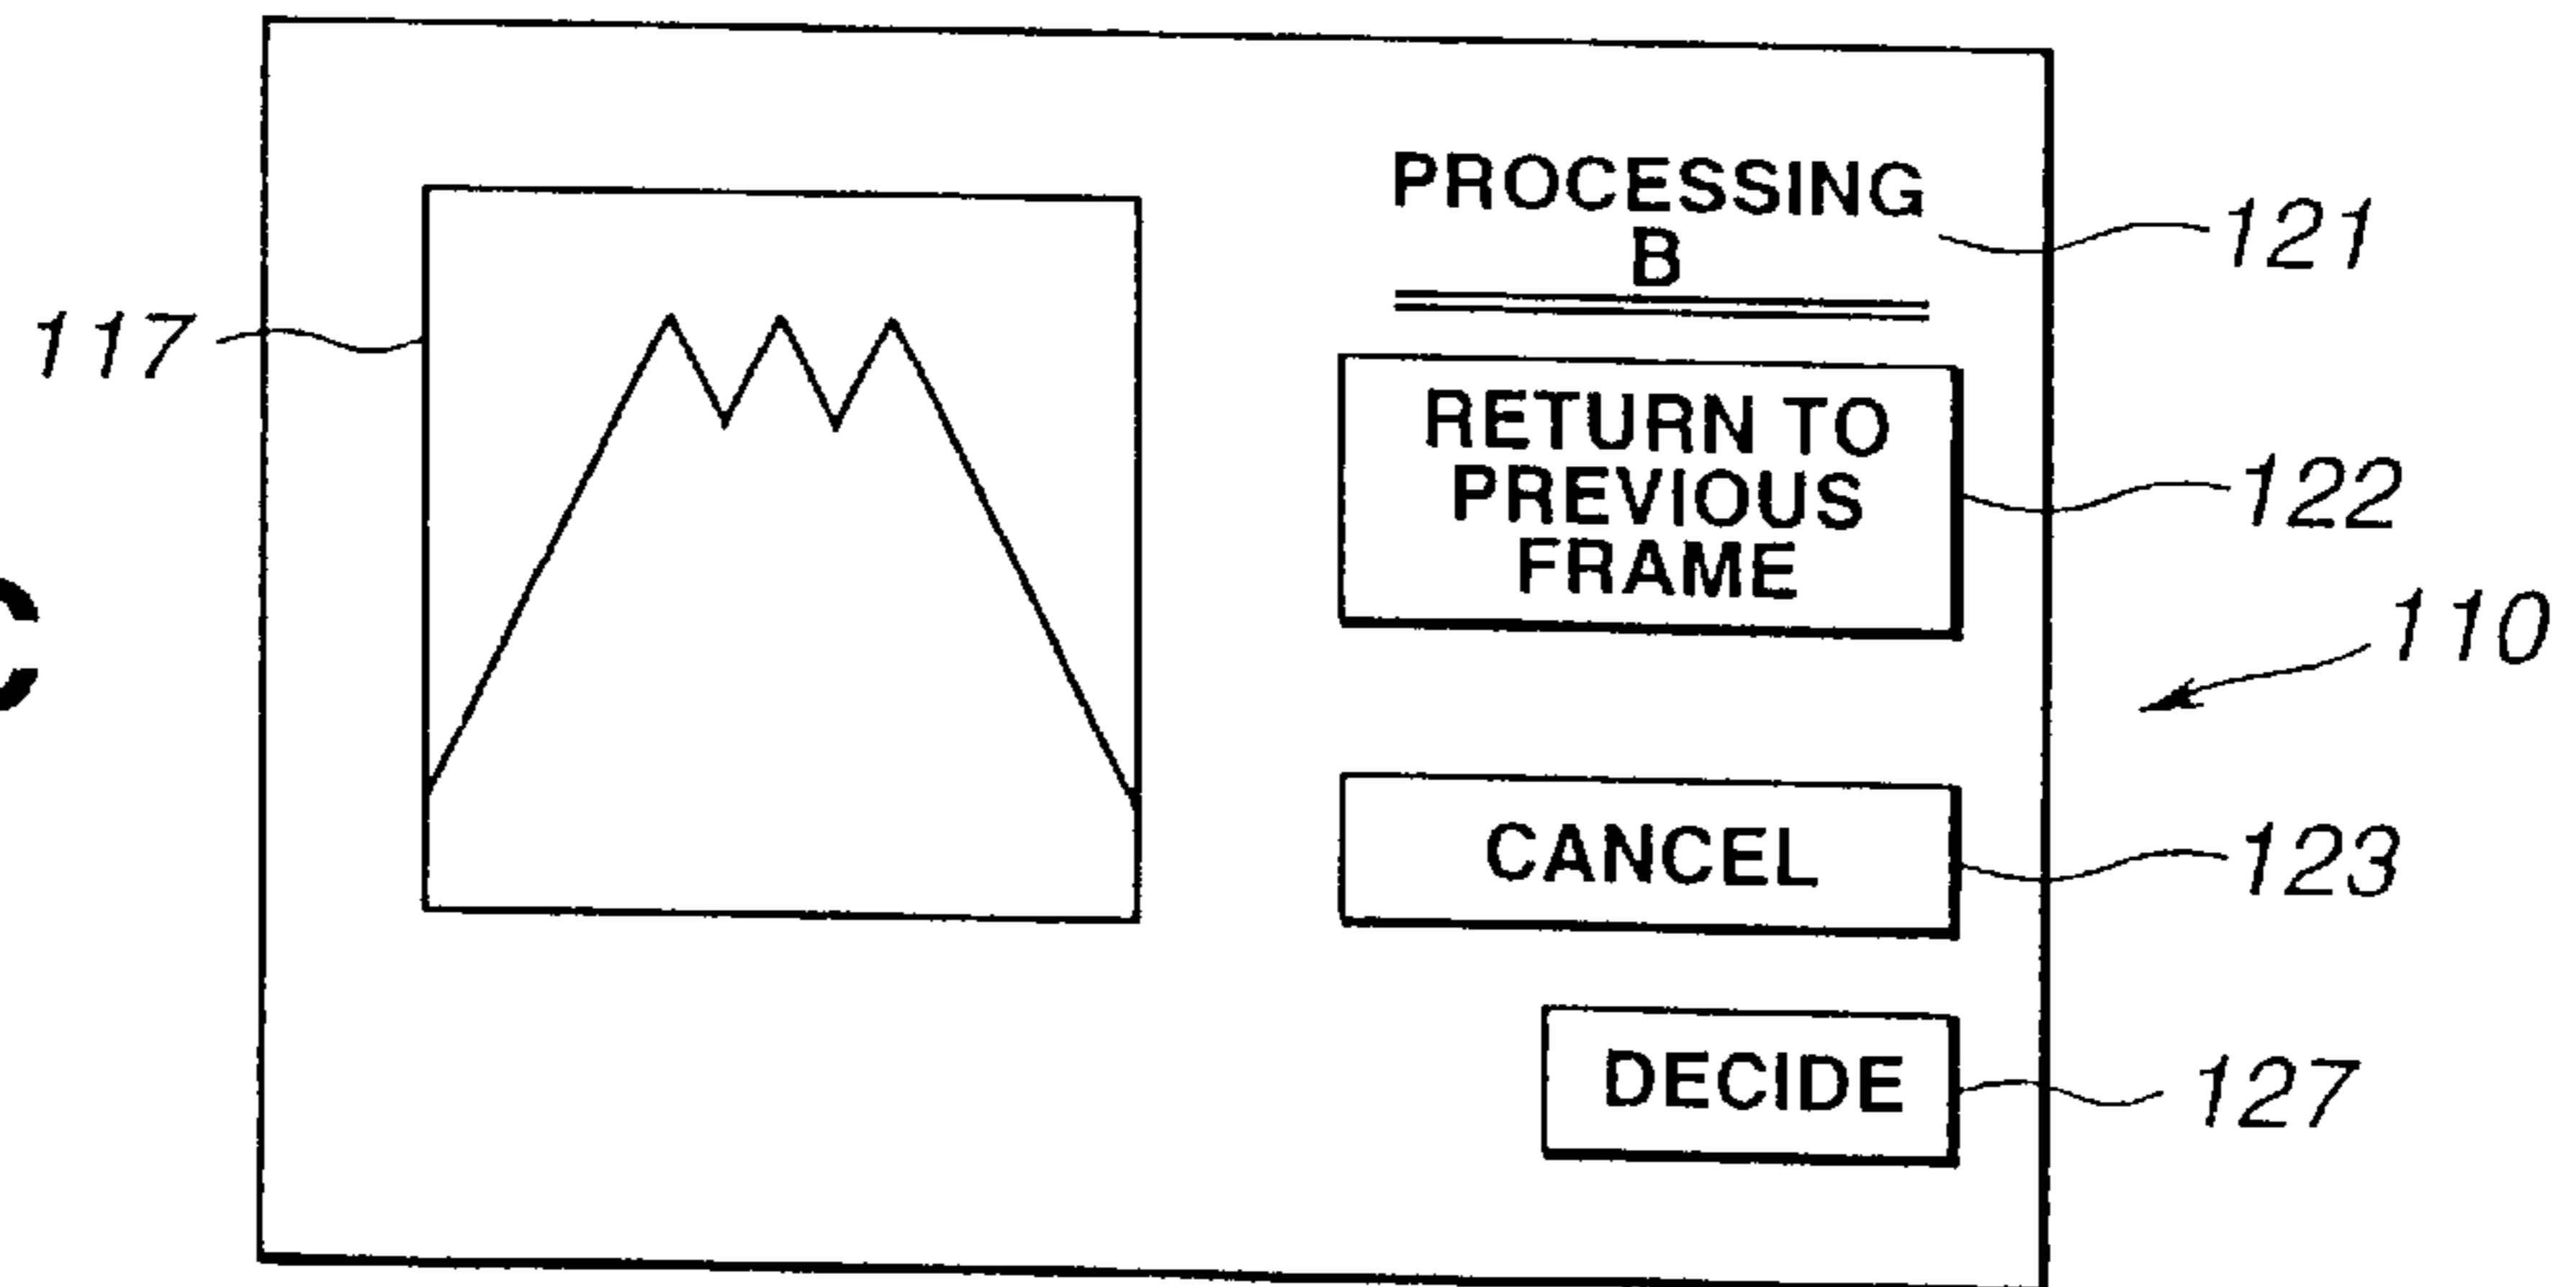 PROCESSING
B
121
117
RETURN TO
PREVIOUS
FRAME
122
110
C
CANCEL
123
DECIDE
127